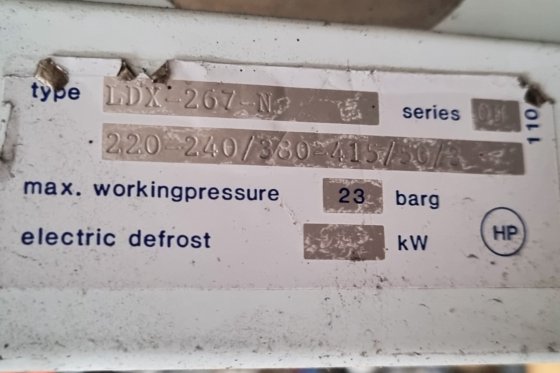 type LDX-267-N series
110
220-240/380-415/50/3
max. workingpressure 23 barg
electric defrost kW HP